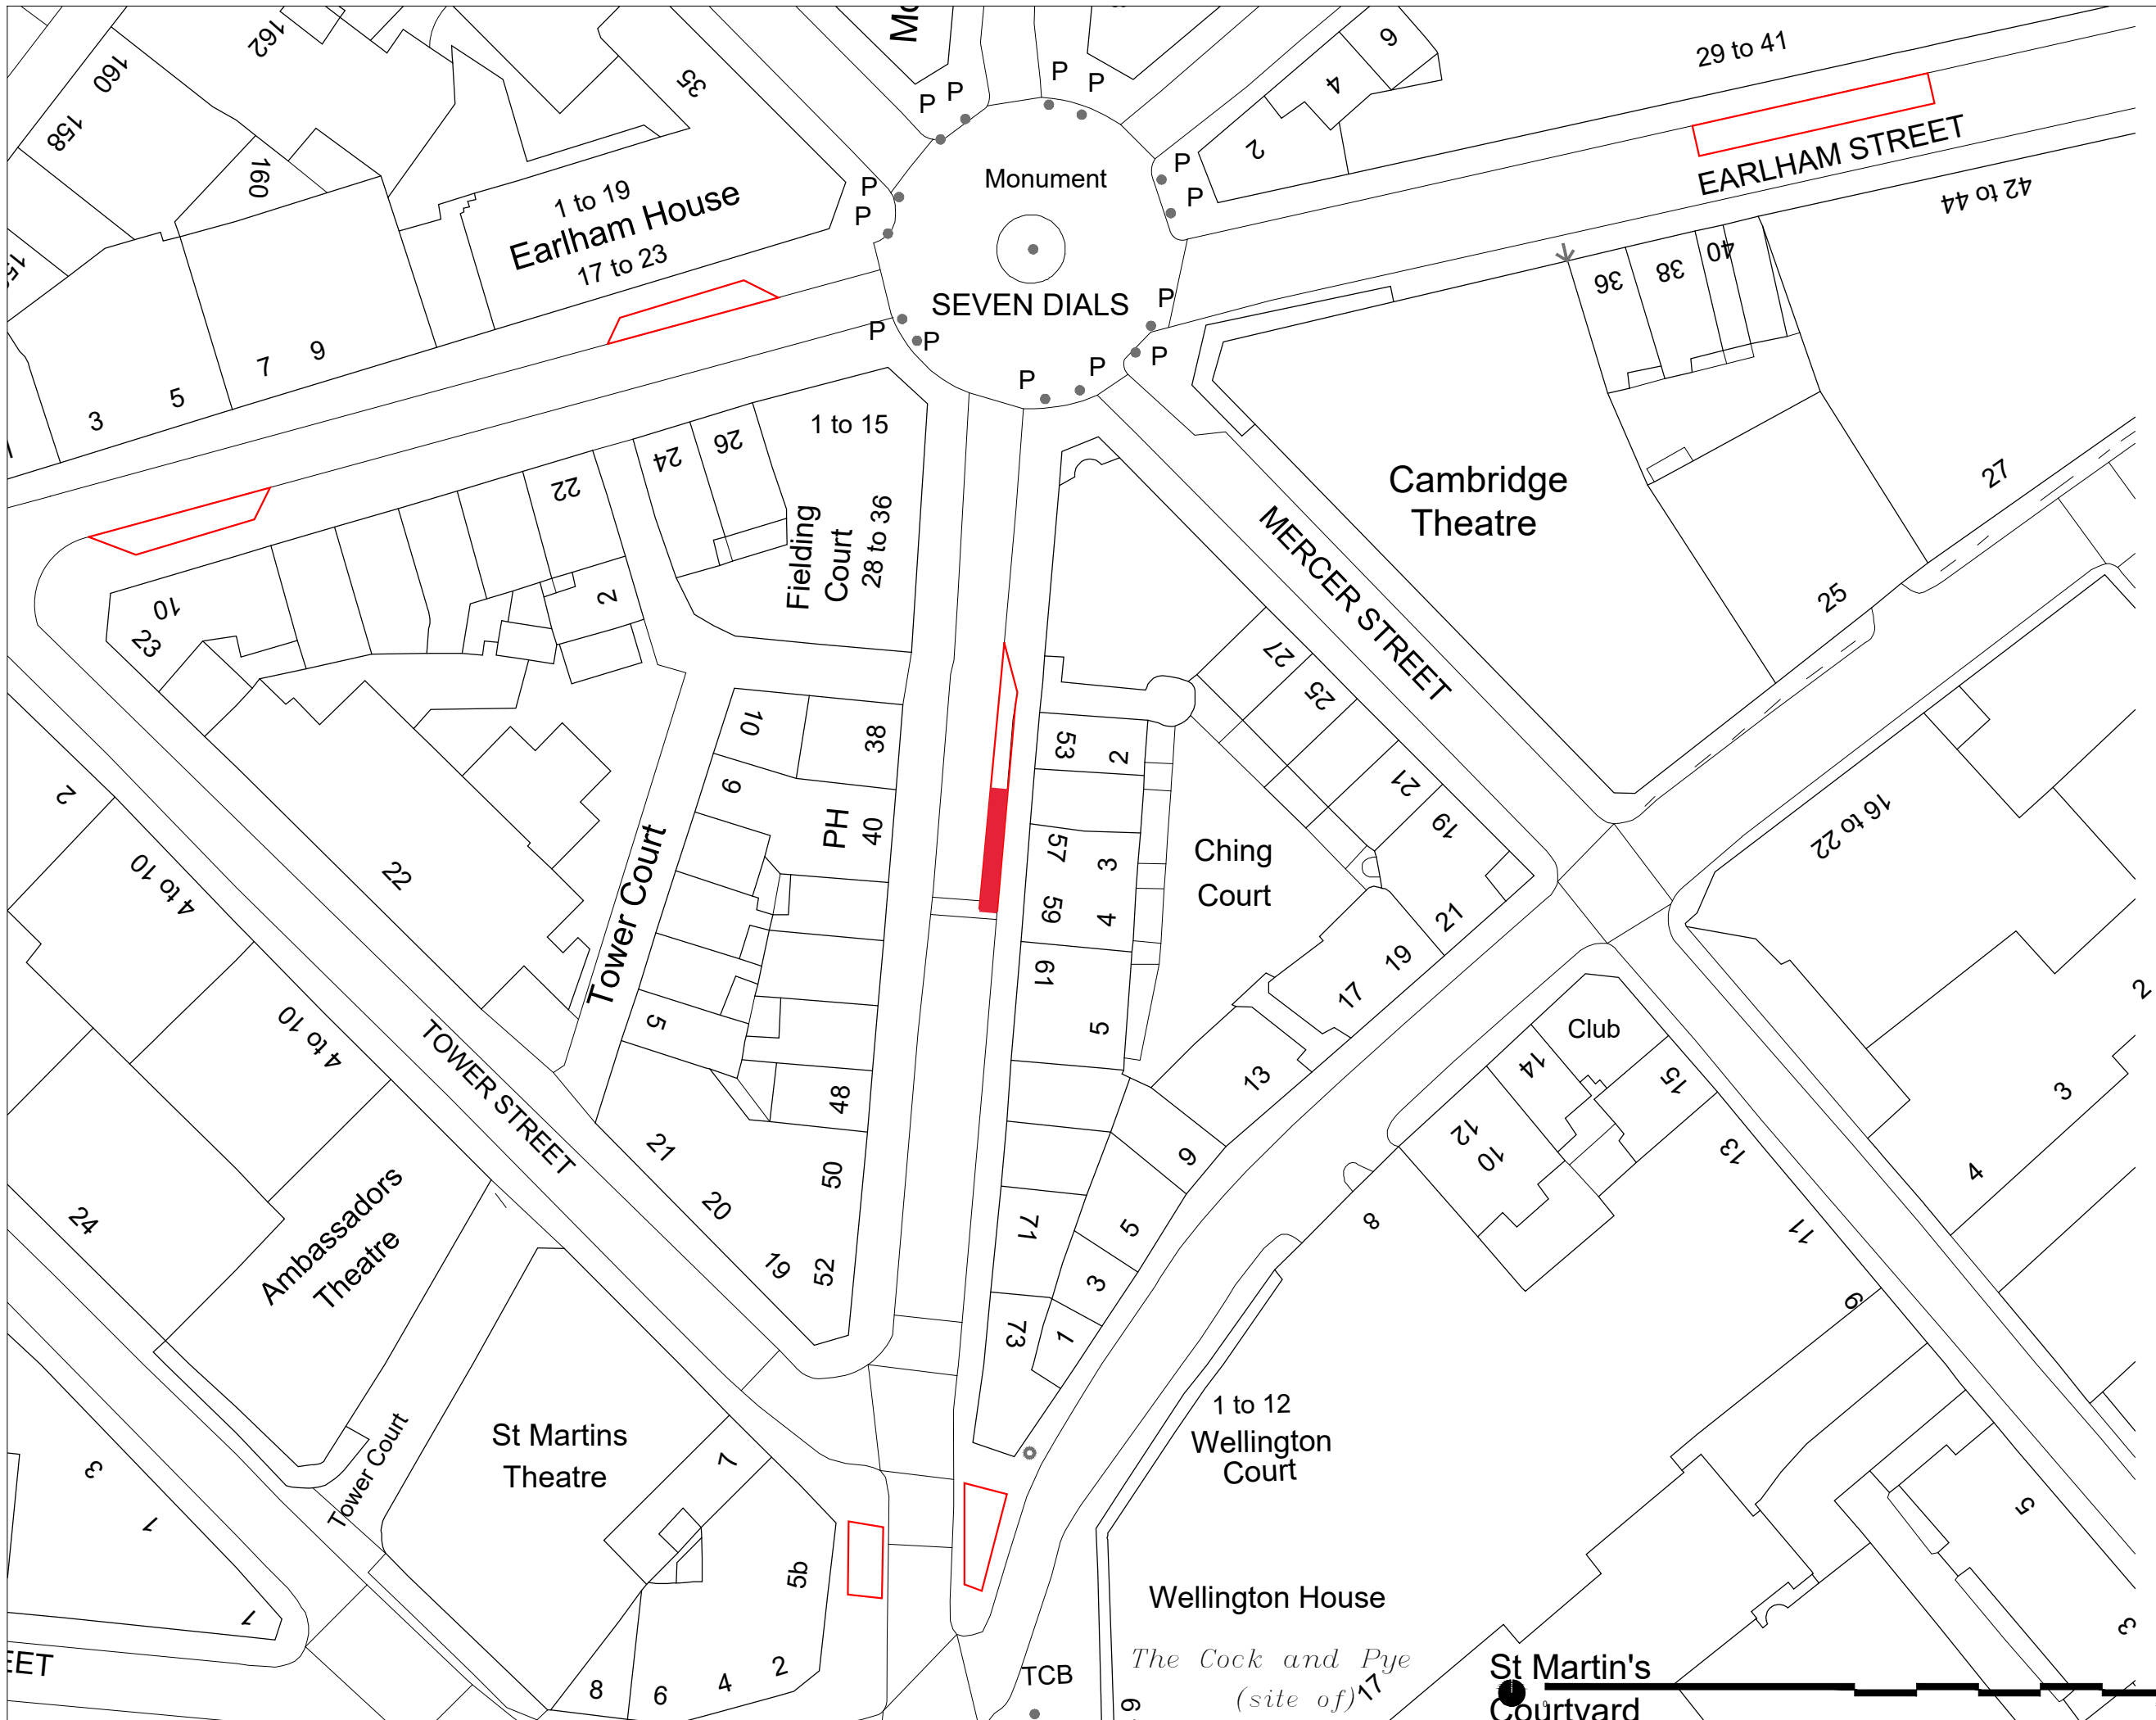 162
160
158
160
35
P
P
P
P
6
4
2
29 to 41
EARLHAM STREET
42 to 44
1 to 19
Earlham House
17 to 23
P
P
Monument
SEVEN DIALS
P
P
P
P
P
P
P
P
36
38
40
3
5
7
9
1 to 15
22
24
26
Fielding
Court
28 to 36
Cambridge
Theatre
27
25
MERCER STREET
10
23
2
27
25
21
19
21
19
17
13
9
5
3
1
10
9
38
PH
40
5
48
50
52
21
20
19
53
2
57
3
59
4
61
5
71
73
Ching
Court
16 to 22
2
4 to 10
4 to 10
22
Tower Court
TOWER STREET
24
Ambassadors
Theatre
Club
14
15
12
10
8
13
11
9
2
3
4
5
3
St Martins
Theatre
7
5b
Tower Court
3
1
1
EET
8
6
4
2
1 to 12
Wellington
Court
Wellington House
The Cock and Pye
(site of)
17
TCB
St Martin's
Courtyard
0